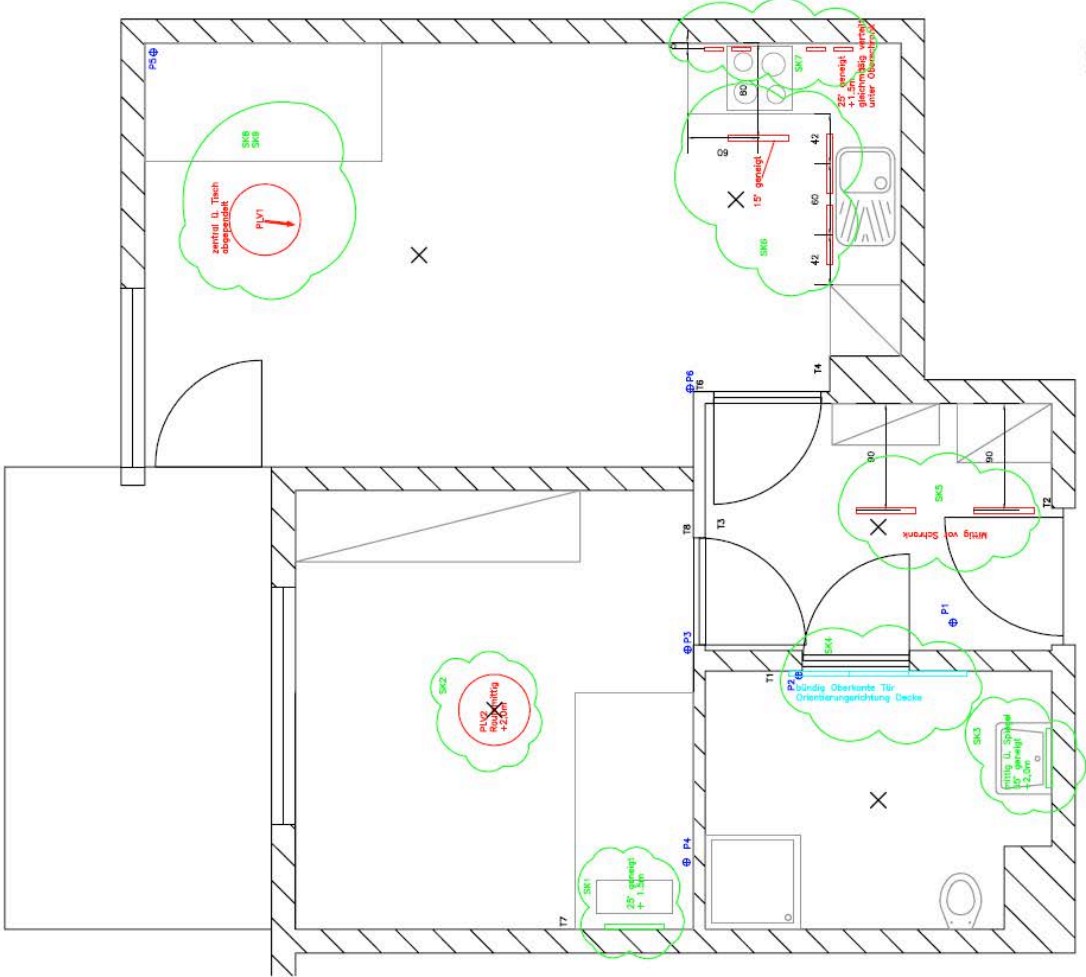 P5
SK8
SK9
zentral ü. Tisch
abgependelt
PLV1
SK7
25° geneigt
+1.5m
gleichmäßig verteilt
unter Oberschrank
80
60
15° geneigt
42
60
42
SK6
P6
T6
T4
T8
T3
90
90
SK5
T2
Mittig vor Schrank
P1
P3
SK4
T1
P2
bündig Oberkante Tür
Orientierungsrichtung Decke
SK2
PLV2
Raummittig
+2,0m
SK3
mittig ü. Spiegel
geneigt
+2,0m
P4
SK1
25° geneigt
+ 1.5m
T7